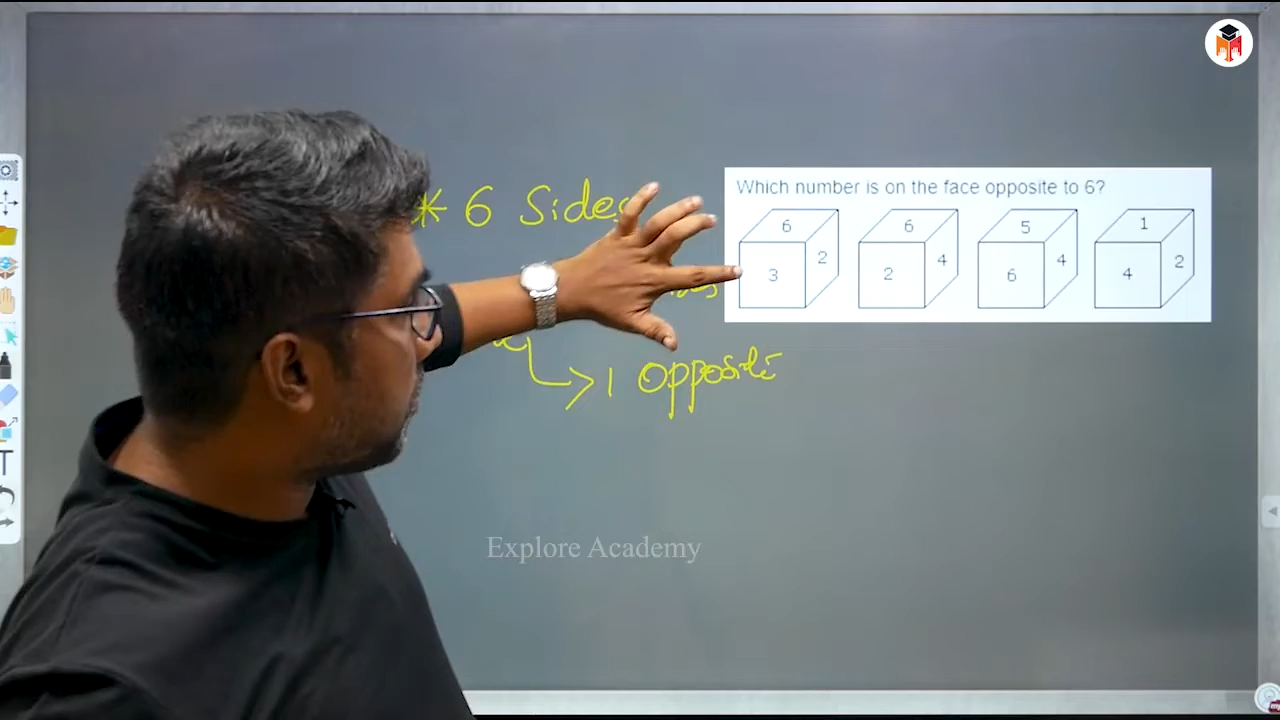 * 6 Sides
Which number is on the face opposite to 6?
6 6 5 1
3 2 2 4 6 4 4 2
1 Opposite
Explore Academy